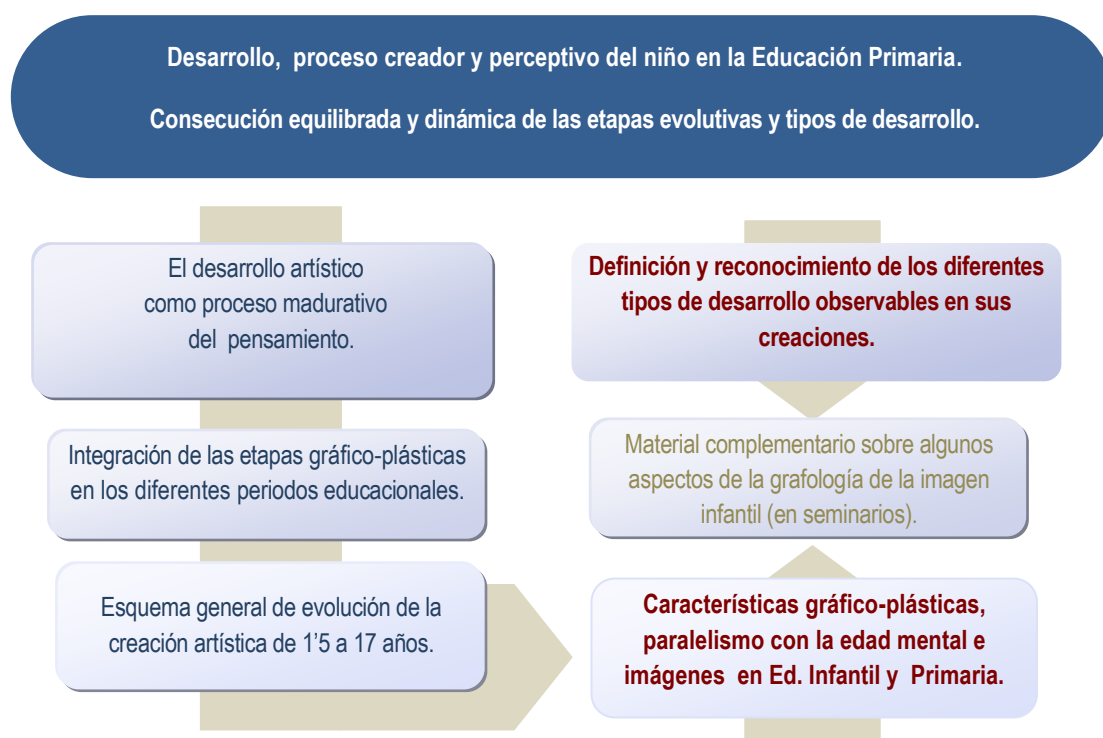 Desarrollo, proceso creador y perceptivo del niño en la Educación Primaria.
Consecución equilibrada y dinámica de las etapas evolutivas y tipos de desarrollo.
El desarrollo artístico
como proceso madurativo
del pensamiento.
Integración de las etapas gráfico-plásticas
en los diferentes periodos educacionales.
Esquema general de evolución de la
creación artística de 1'5 a 17 años.
Definición y reconocimiento de los diferentes
tipos de desarrollo observables en sus
creaciones.
Material complementario sobre algunos
aspectos de la grafología de la imagen
infantil (en seminarios).
Características gráfico-plásticas,
paralelismo con la edad mental e
imágenes en Ed. Infantil y Primaria.